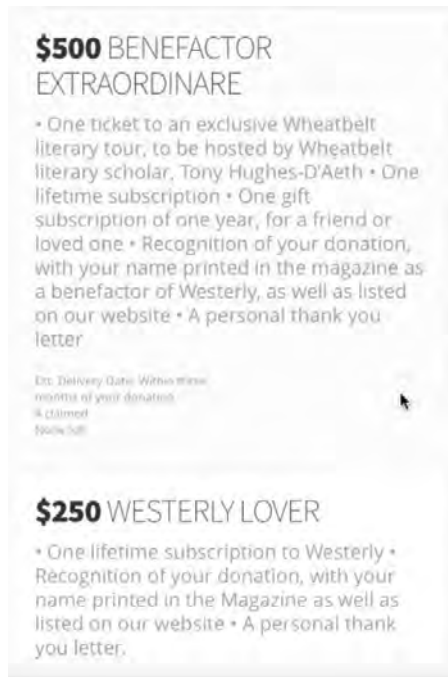 $500 BENEFACTOR
EXTRAORDINARE
• One ticket to an exclusive Wheatbelt
literary tour, to be hosted by Wheatbelt
literary scholar, Tony Hughes-D'Aeth • One
lifetime subscription • One gift
subscription of one year, for a friend or
loved one • Recognition of your donation,
with your name printed in the magazine as
a benefactor of Westerly, as well as listed
on our website • A personal thank you
letter
Est. Delivery Date: Within three
months of your donation
4 claimed
$250 WESTERLY LOVER
• One lifetime subscription to Westerly •
Recognition of your donation, with your
name printed in the Magazine as well as
listed on our website • A personal thank
you letter.